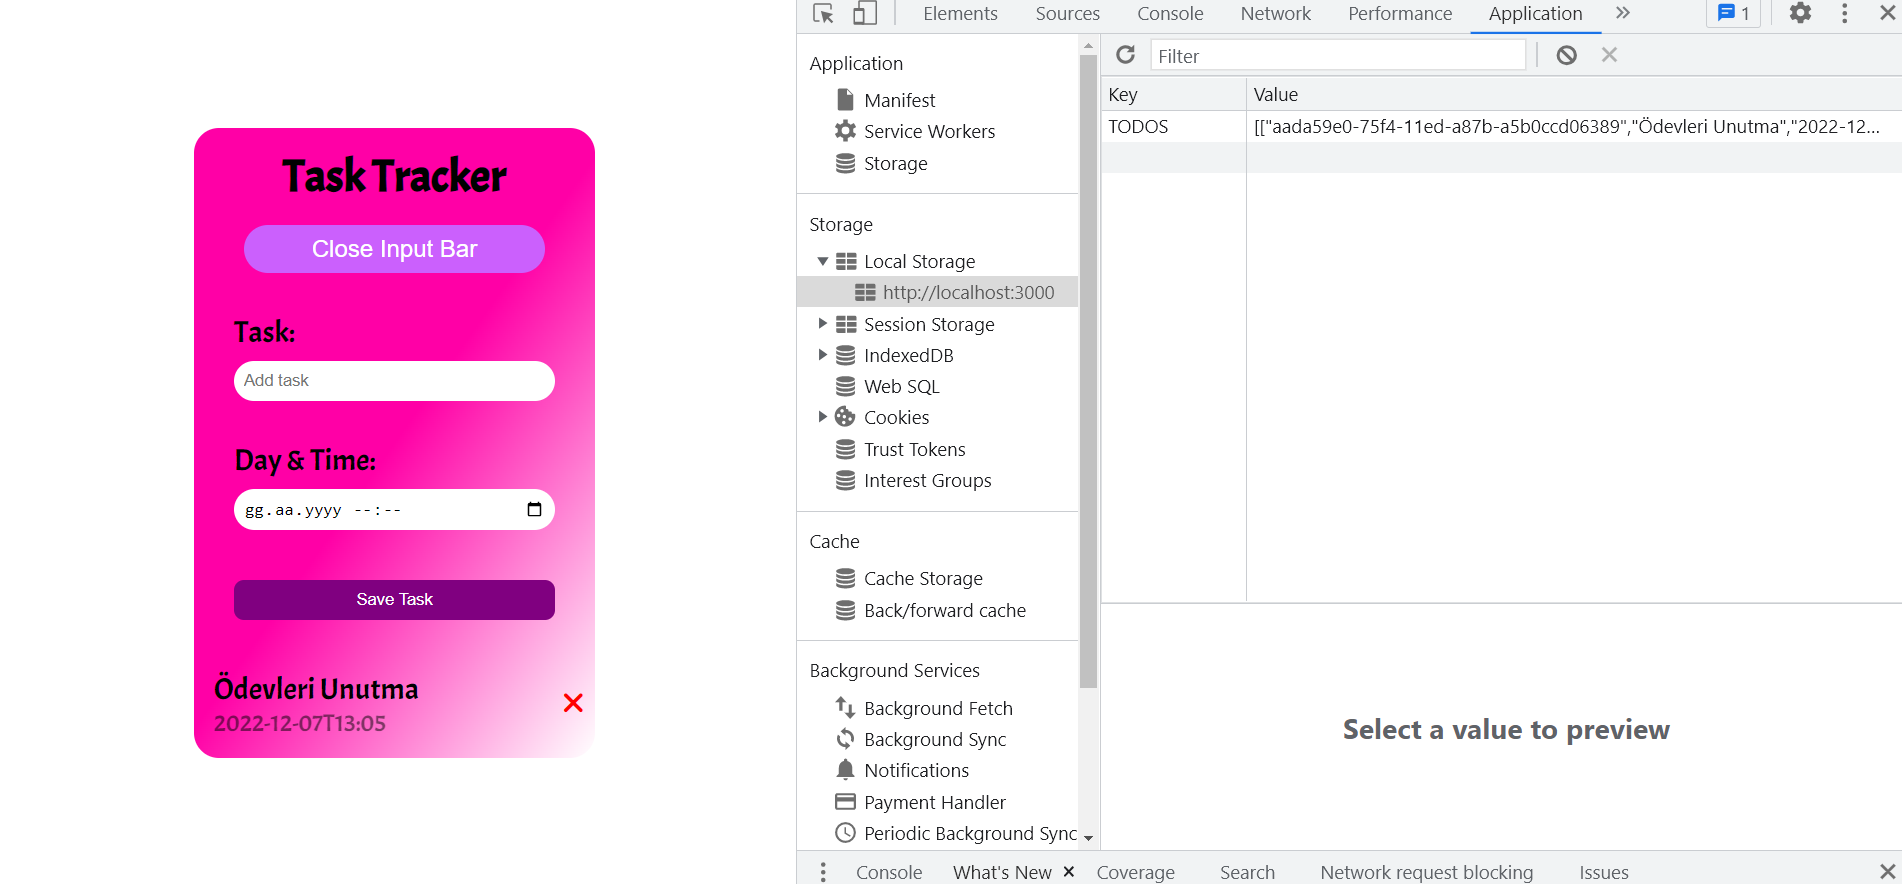 Task Tracker
Close Input Bar
Task:
Add task
Day & Time:
gg.aa.yyyy --:--
Save Task
Ödevleri Unutma
2022-12-07T13:05
Elements Sources Console Network Performance Application 1
Application
Manifest
Service Workers
Storage
Storage
Local Storage
http://localhost:3000
Session Storage
IndexedDB
Web SQL
Cookies
Trust Tokens
Interest Groups
Cache
Cache Storage
Back/forward cache
Background Services
Background Fetch
Background Sync
Notifications
Payment Handler
Periodic Background Sync
Filter
Key Value
TODOS [["aada59e0-75f4-11ed-a87b-a5b0ccd06389","Ödevleri Unutma","2022-12...
Select a value to preview
Console What's New Coverage Search Network request blocking Issues